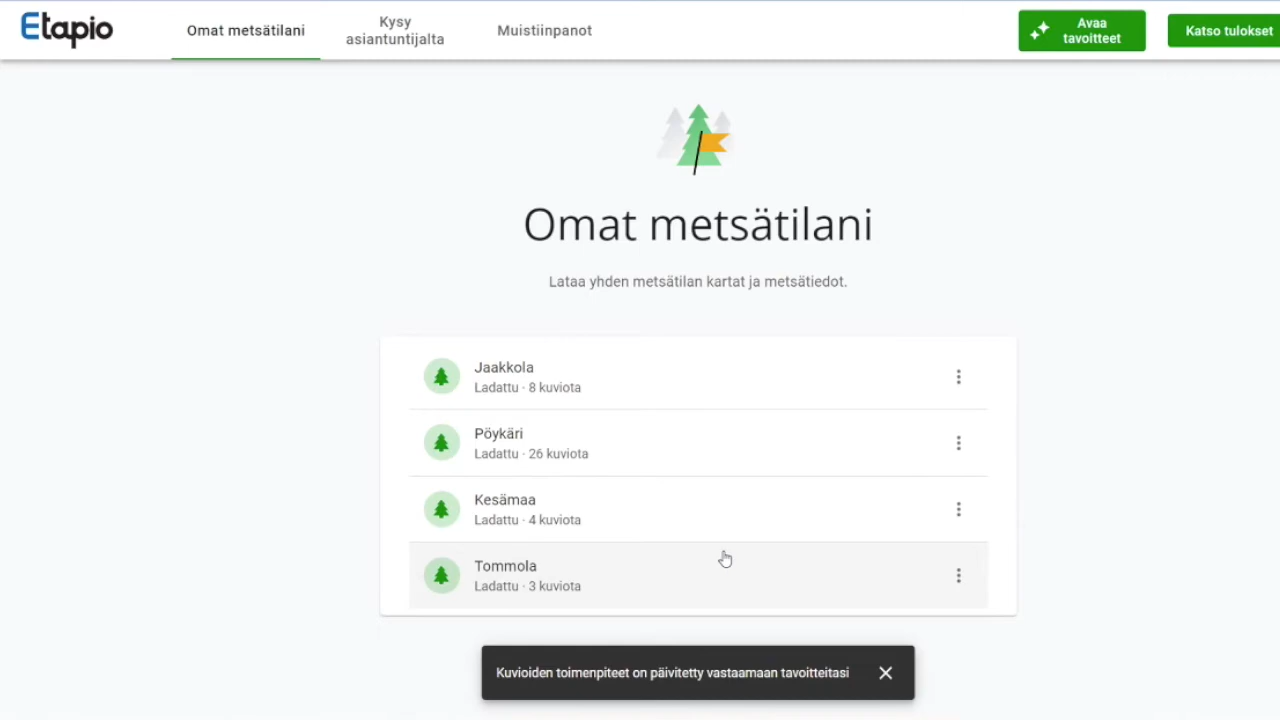 Etapio
Omat metsätilani
Kysy
asiantuntijalta
Muistiinpanot
Avaa
tavoitteet
Katso tulokset
Omat metsätilani
Lataa yhden metsätilan kartat ja metsätiedot.
Jaakkola
Ladattu · 8 kuviota
Pöykäri
Ladattu · 26 kuviota
Kesämaa
Ladattu · 4 kuviota
Tommola
Ladattu · 3 kuviota
Kuvioiden toimenpiteet on päivitetty vastaamaan tavoitteitasi